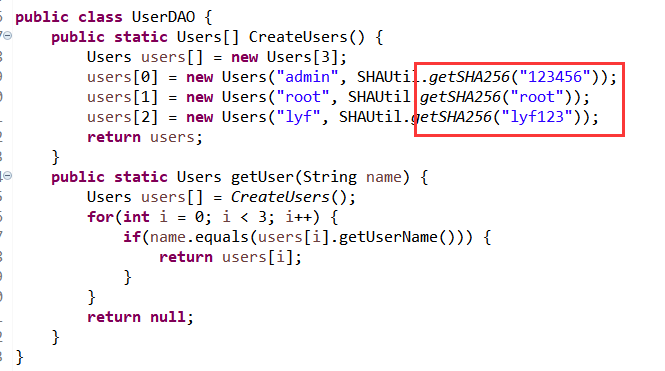 public class UserDAO {
public static Users[] CreateUsers() {
Users users[] = new Users[3];
users[0] = new Users("admin", SHAUtil.getSHA256("123456"));
users[1] = new Users("root", SHAUtil.getSHA256("root"));
users[2] = new Users("lyf", SHAUtil.getSHA256("lyf123"));
return users;
}
public static Users getUser(String name) {
Users users[] = CreateUsers();
for(int i = 0; i < 3; i++) {
if(name.equals(users[i].getUserName())) {
return users[i];
}
}
return null;
}
}